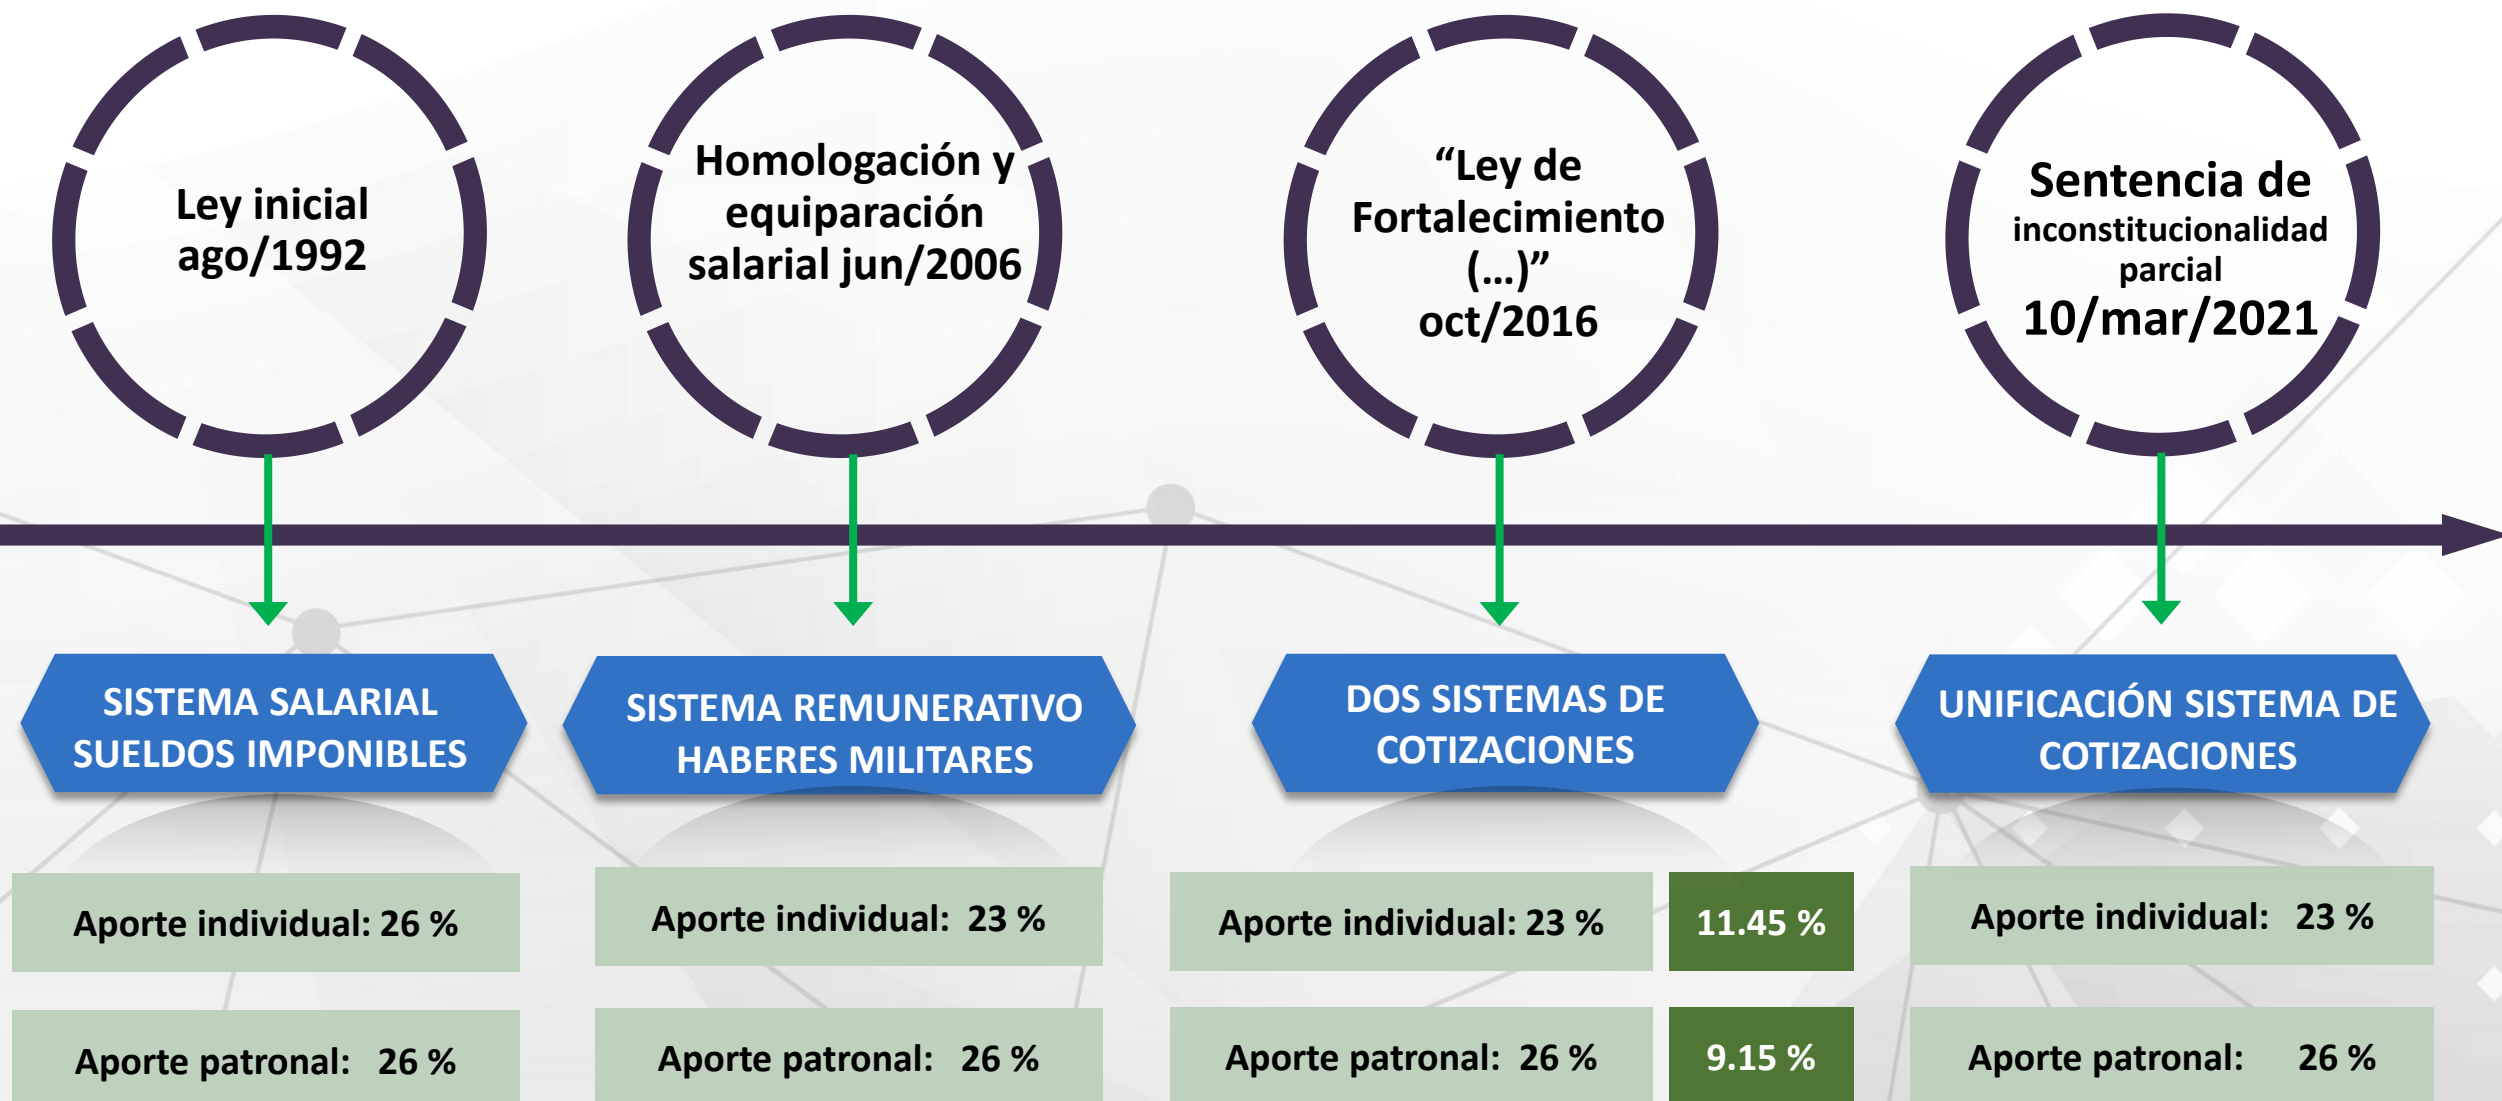 Ley inicial
ago/1992
Homologación y
equiparación
salarial jun/2006
“Ley de
Fortalecimiento
(...)”
oct/2016
Sentencia de
inconstitucionalidad
parcial
10/mar/2021
SISTEMA SALARIAL
SUELDOS IMPONIBLES
SISTEMA REMUNERATIVO
HABERES MILITARES
DOS SISTEMAS DE
COTIZACIONES
UNIFICACIÓN SISTEMA DE
COTIZACIONES
Aporte individual: 26 %
Aporte individual: 23 %
Aporte individual: 23 %
11.45 %
Aporte individual: 23 %
Aporte patronal: 26 %
Aporte patronal: 26 %
Aporte patronal: 26 %
9.15 %
Aporte patronal: 26 %